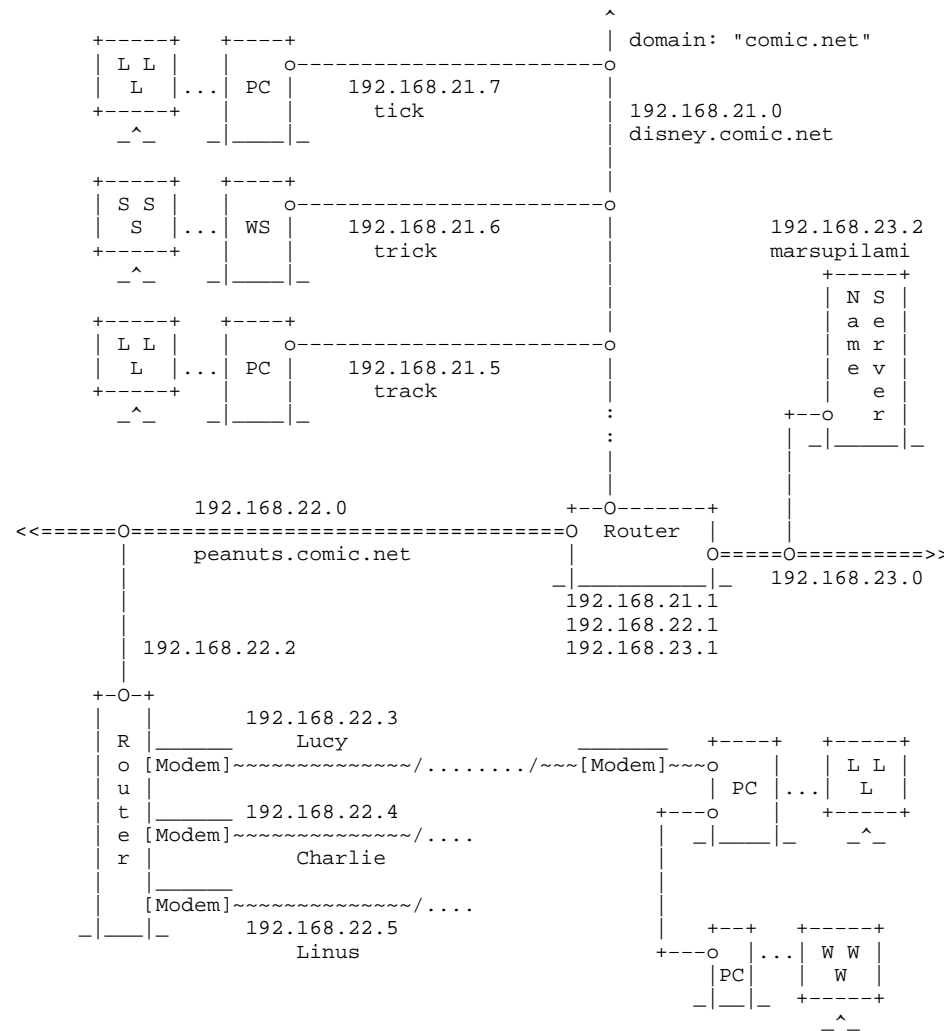 domain: "comic.net"
L L
L ... PC
192.168.21.7
tick
192.168.21.0
disney.comic.net
S S
S ... WS
192.168.21.6
trick
192.168.23.2
marsupilami
Name Server
L L
L ... PC
192.168.21.5
track
192.168.22.0
peanuts.comic.net
Router
192.168.23.0
192.168.21.1
192.168.22.1
192.168.23.1
192.168.22.2
Router
192.168.22.3
Lucy
[Modem]~~~~~~~~~~~~~~/......../~~~[Modem]~~~
PC ... L L
L
192.168.22.4
[Modem]~~~~~~~~~~~~~~/....
Charlie
[Modem]~~~~~~~~~~~~~~/....
192.168.22.5
Linus
PC ... W W
W